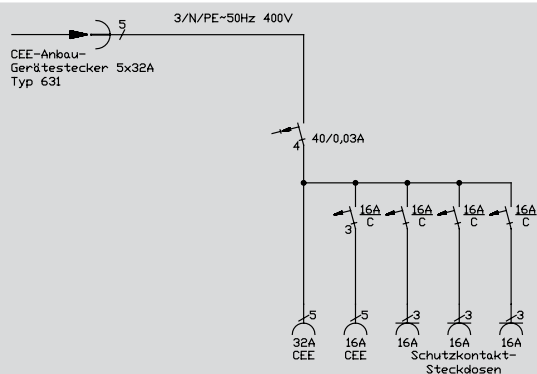 5
3/N/PE~50Hz 400V
CEE-Anbau-
Gerätestecker 5x32A
Typ 631
4
40/0,03A
16A
C
3
16A
C
16A
C
16A
C
5
32A
CEE
5
16A
CEE
3
16A
3
16A
3
16A
Schutzkontakt-
Steckdosen